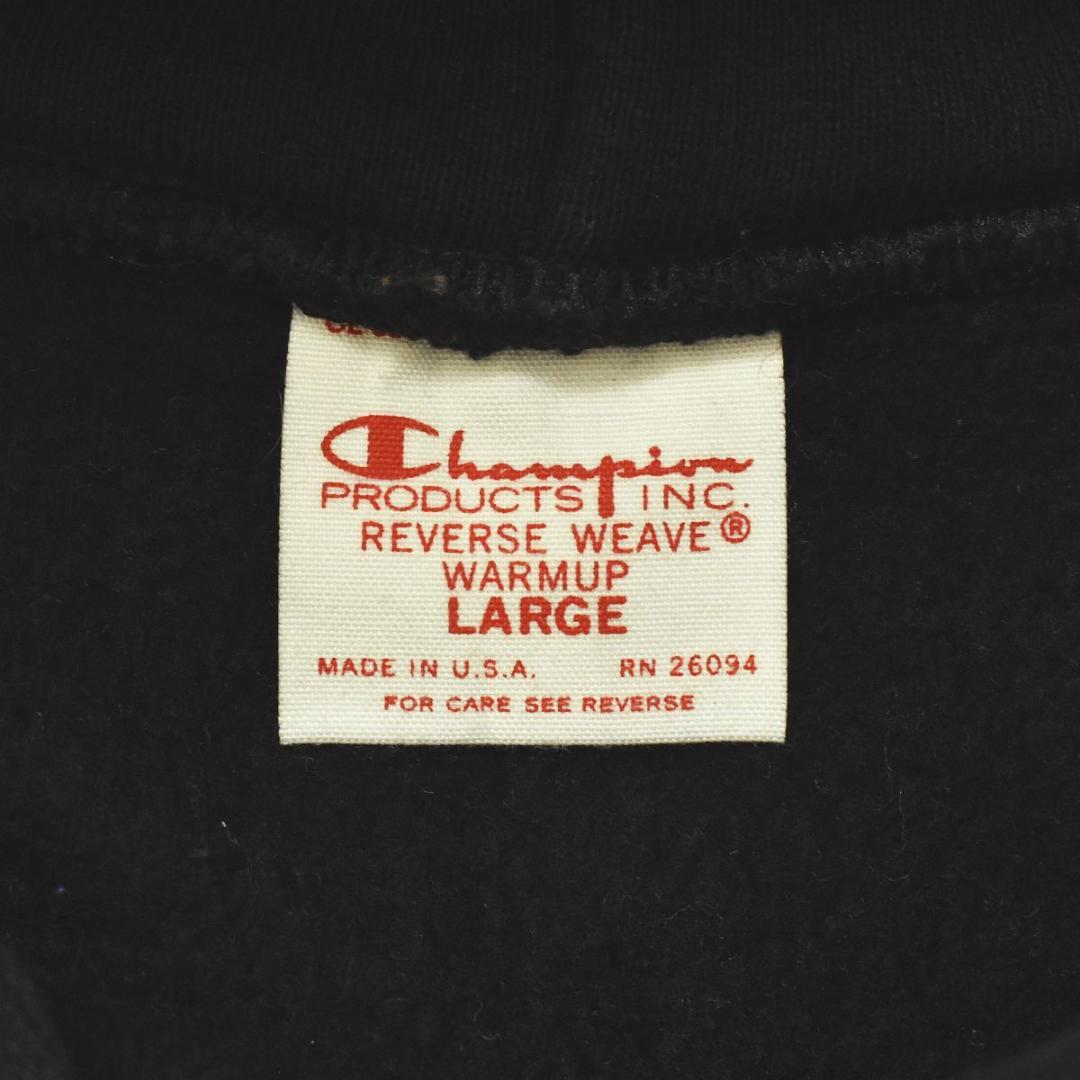 Champion
PRODUCTS INC.
REVERSE WEAVE®
WARMUP
LARGE
MADE IN U.S.A. RN 26094
FOR CARE SEE REVERSE